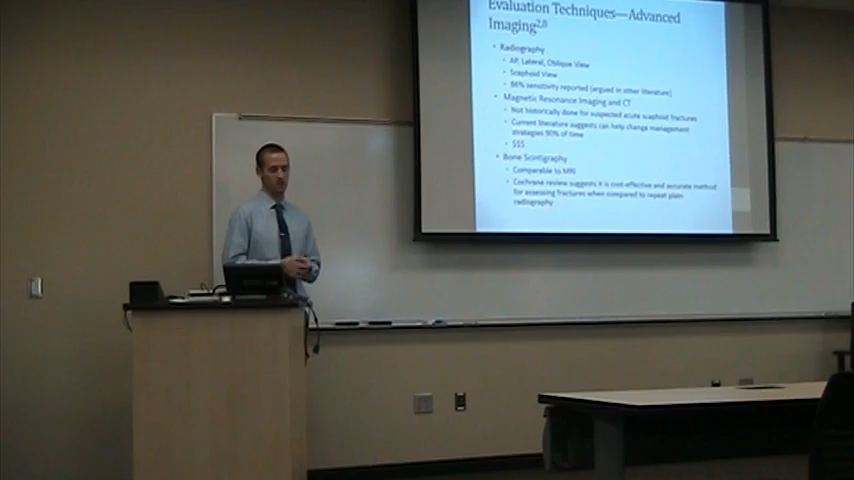 Evaluation Techniques—Advanced
Imaging2,8
• Radiography
• AP, Lateral, Oblique View
• Scaphoid View
• 86% sensitivity reported (argued in other literature)
• Magnetic Resonance Imaging and CT
• Not historically done for suspected acute scaphoid fractures
• Current literature suggests can help change management
strategies 90% of time
• $$$
• Bone Scintigraphy
• Comparable to MRI
• Cochrane review suggests it is cost-effective and accurate method
for assessing fractures when compared to repeat plain
radiography